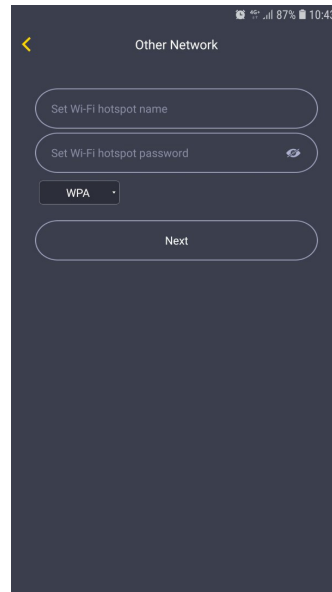 87% 10:43
Other Network
Set Wi-Fi hotspot name
Set Wi-Fi hotspot password
WPA
Next